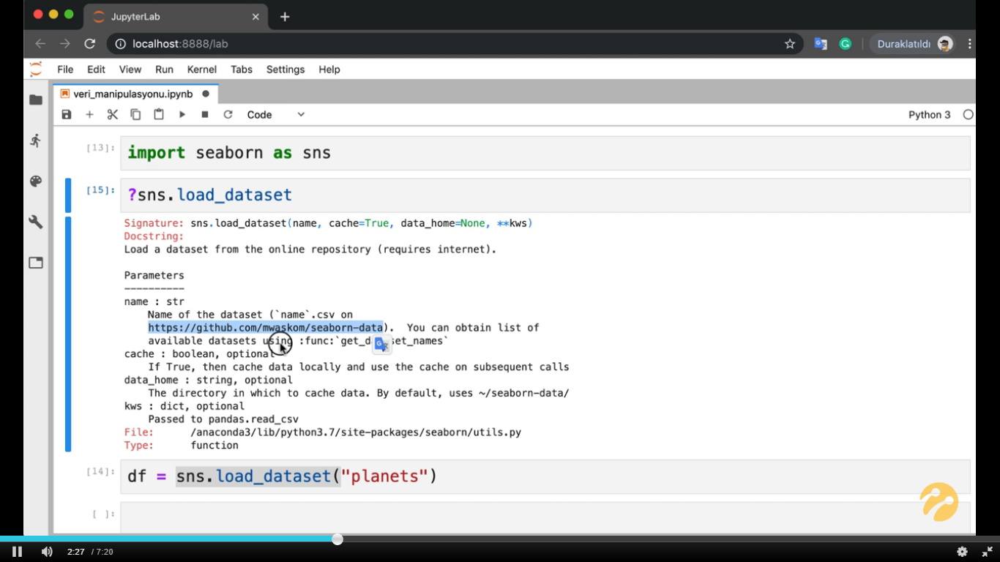 JupyterLab
localhost:8888/lab
Duraklatıldı
File Edit View Run Kernel Tabs Settings Help
veri_manipulasyonu.ipynb
Code
Python 3
[13]: import seaborn as sns
[15]: ?sns.load_dataset
Signature: sns.load_dataset(name, cache=True, data_home=None, **kws)
Docstring:
Load a dataset from the online repository (requires internet).
Parameters
----------
name : str
Name of the dataset (`name`.csv on
https://github.com/mwaskom/seaborn-data).  You can obtain list of
available datasets using :func:`get_dataset_names`
cache : boolean, optional
If True, then cache data locally and use the cache on subsequent calls
data_home : string, optional
The directory in which to cache data. By default, uses ~/seaborn-data/
kws : dict, optional
Passed to pandas.read_csv
File: /anaconda3/lib/python3.7/site-packages/seaborn/utils.py
Type: function
[14]: df = sns.load_dataset("planets")
[ ]:
2:27 / 7:20